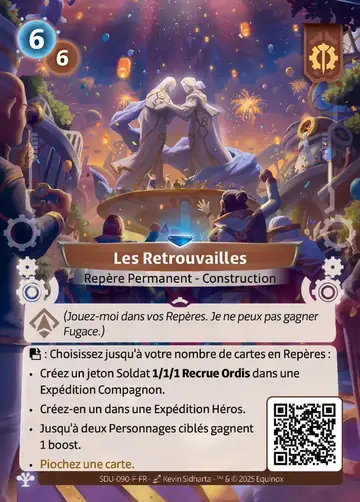 6
6
Les Retrouvailles
Repère Permanent - Construction
(Jouez-moi dans vos Repères. Je ne peux pas gagner
Fugace.)
: Choisissez jusqu'à votre nombre de cartes en Repères :
• Créez un jeton Soldat 1/1/1 Recrue Ordis dans une
Expédition Compagnon.
• Créez-en un dans une Expédition Héros.
• Jusqu'à deux Personnages ciblés gagnent
1 boost.
• Piochez une carte.
SDU-090-F-FR - Kevin Sidharta - ™ & © 2025 Equinox